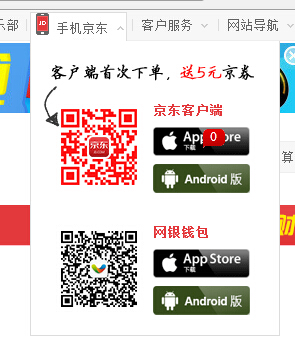 乐部
JD 手机京东
客户服务
网站导航
客户端首次下单，送5元京券
京东
京东客户端
App Store
下载
0
Android 版
算
财
网银钱包
App Store
下载
Android 版